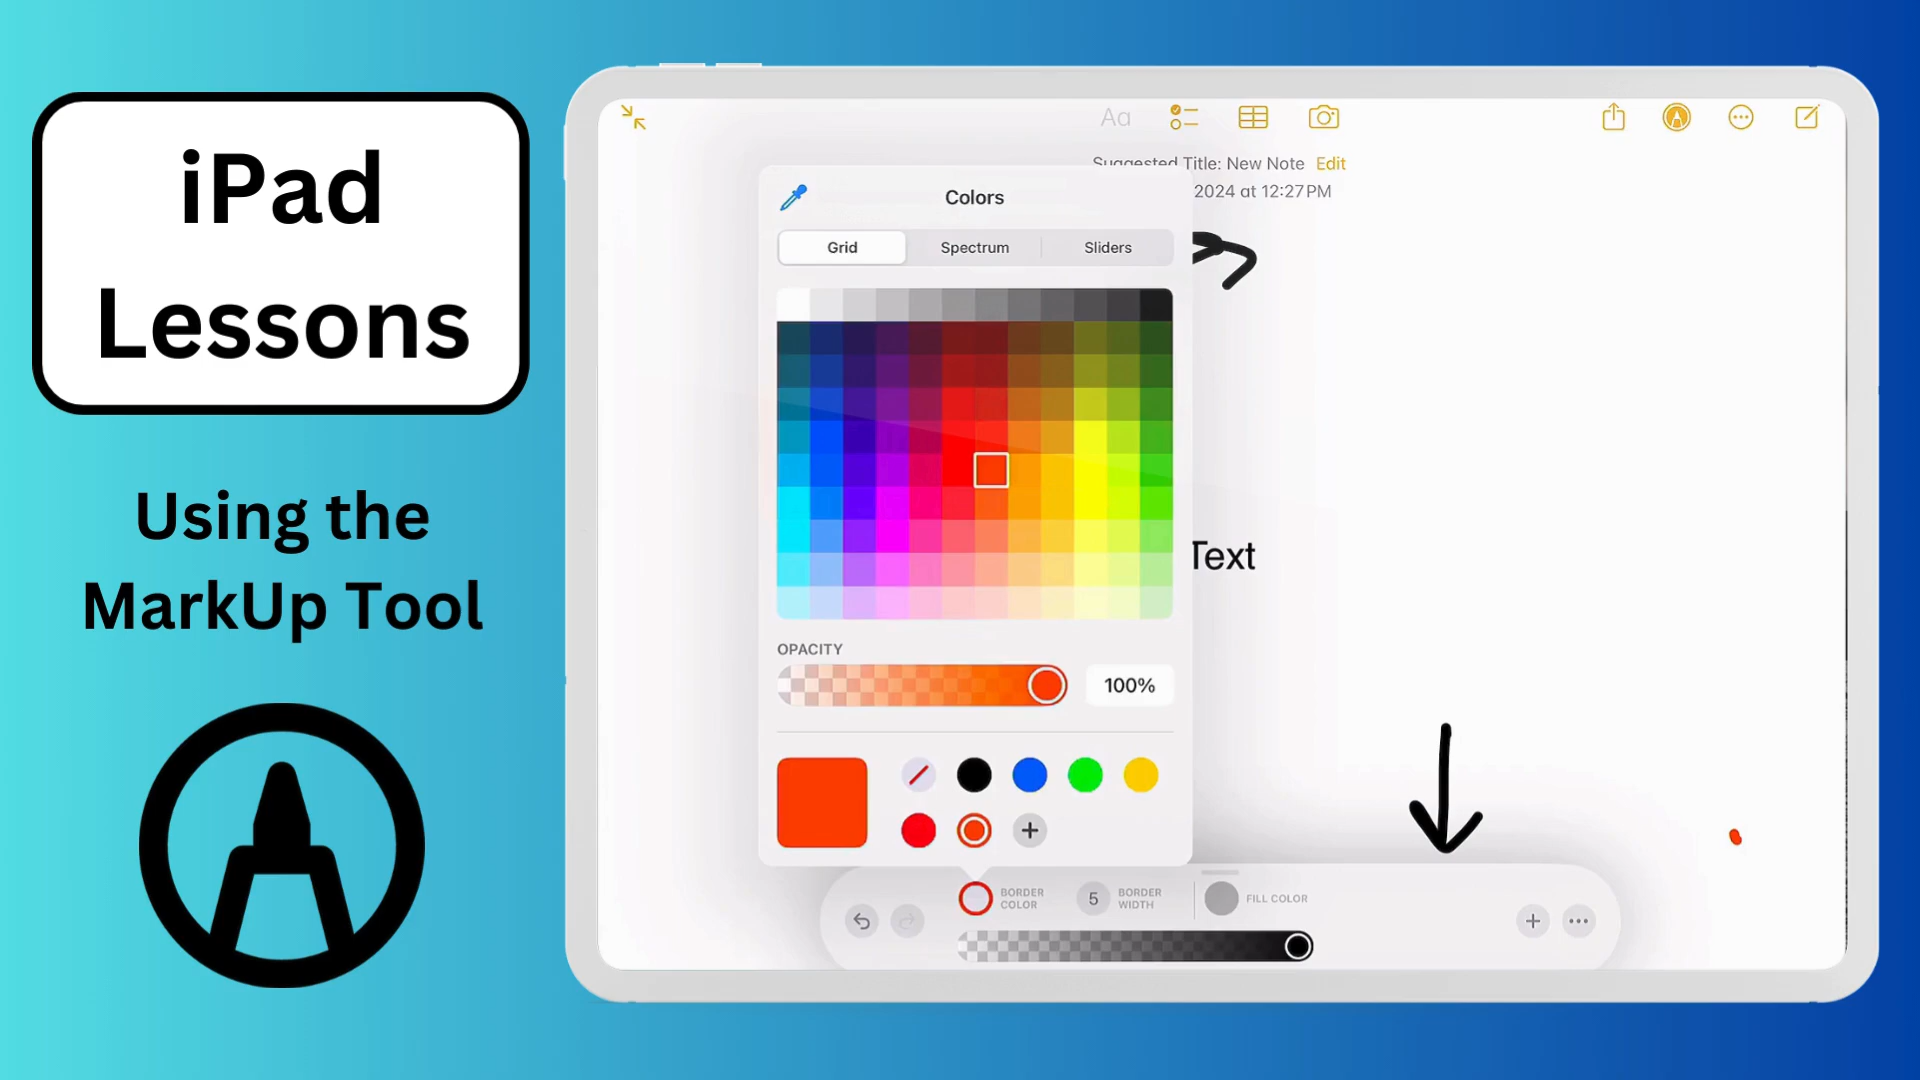 iPad
Lessons
Using the
MarkUp Tool
Aa
Suggested Title: New Note Edit
2024 at 12:27 PM
Colors
Grid Spectrum Sliders
Text
OPACITY
100%
BORDER
COLOR
5
BORDER
WIDTH
FILL COLOR